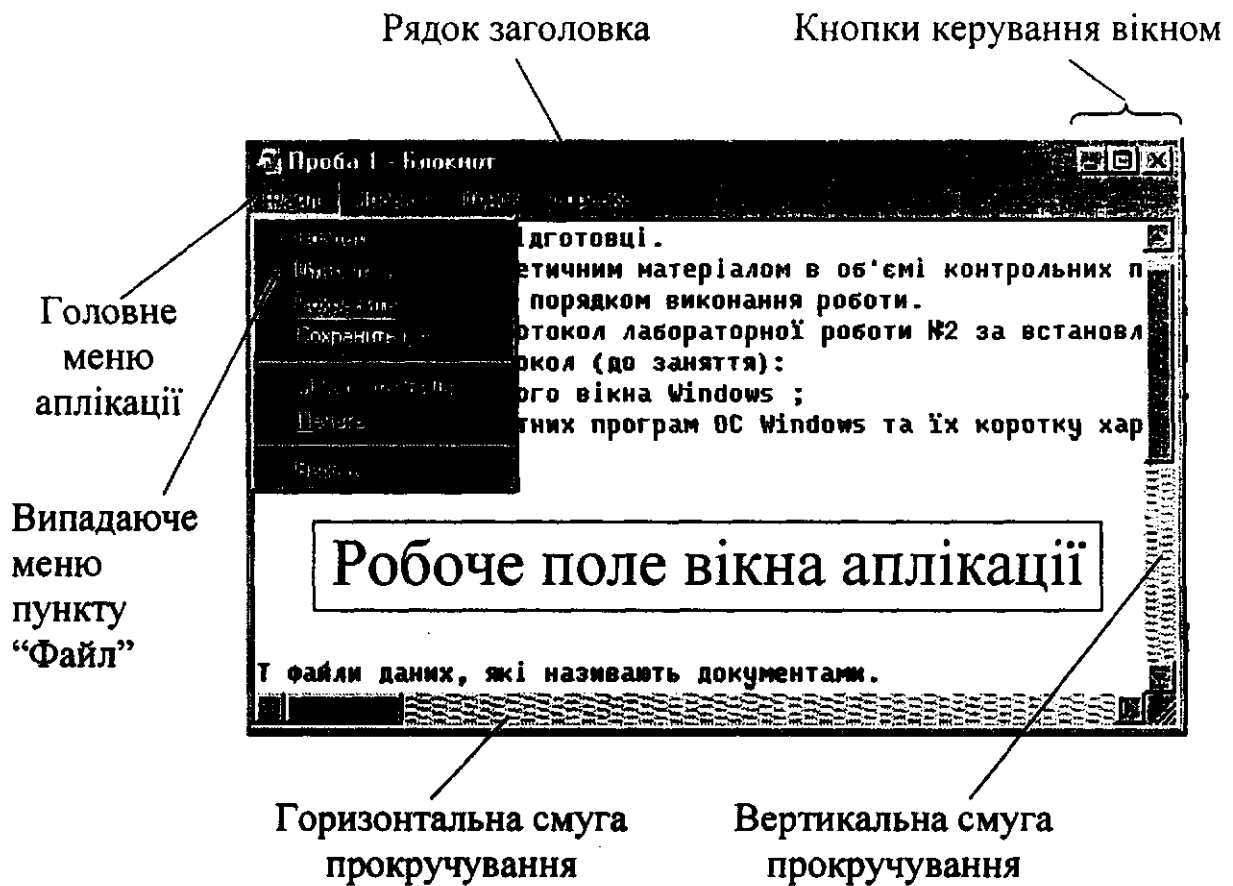 Рядок заголовка
Кнопки керування вікном
Проба 1 - Блокнот
ідготовці.
етичним матеріалом в об'ємі контрольних п
порядком виконання роботи.
отокол лабораторної роботи №2 за встановл
Сохранить
окол (до заняття):
ого вікна Windows ;
тних програм ОС Windows та їх коротку хар
Головне
меню
аплікації
Випадаюче
меню
пункту
“Файл”
Робоче поле вікна аплікації
Т файли даних, які називають документами.
Горизонтальна смуга
прокручування
Вертикальна смуга
прокручування